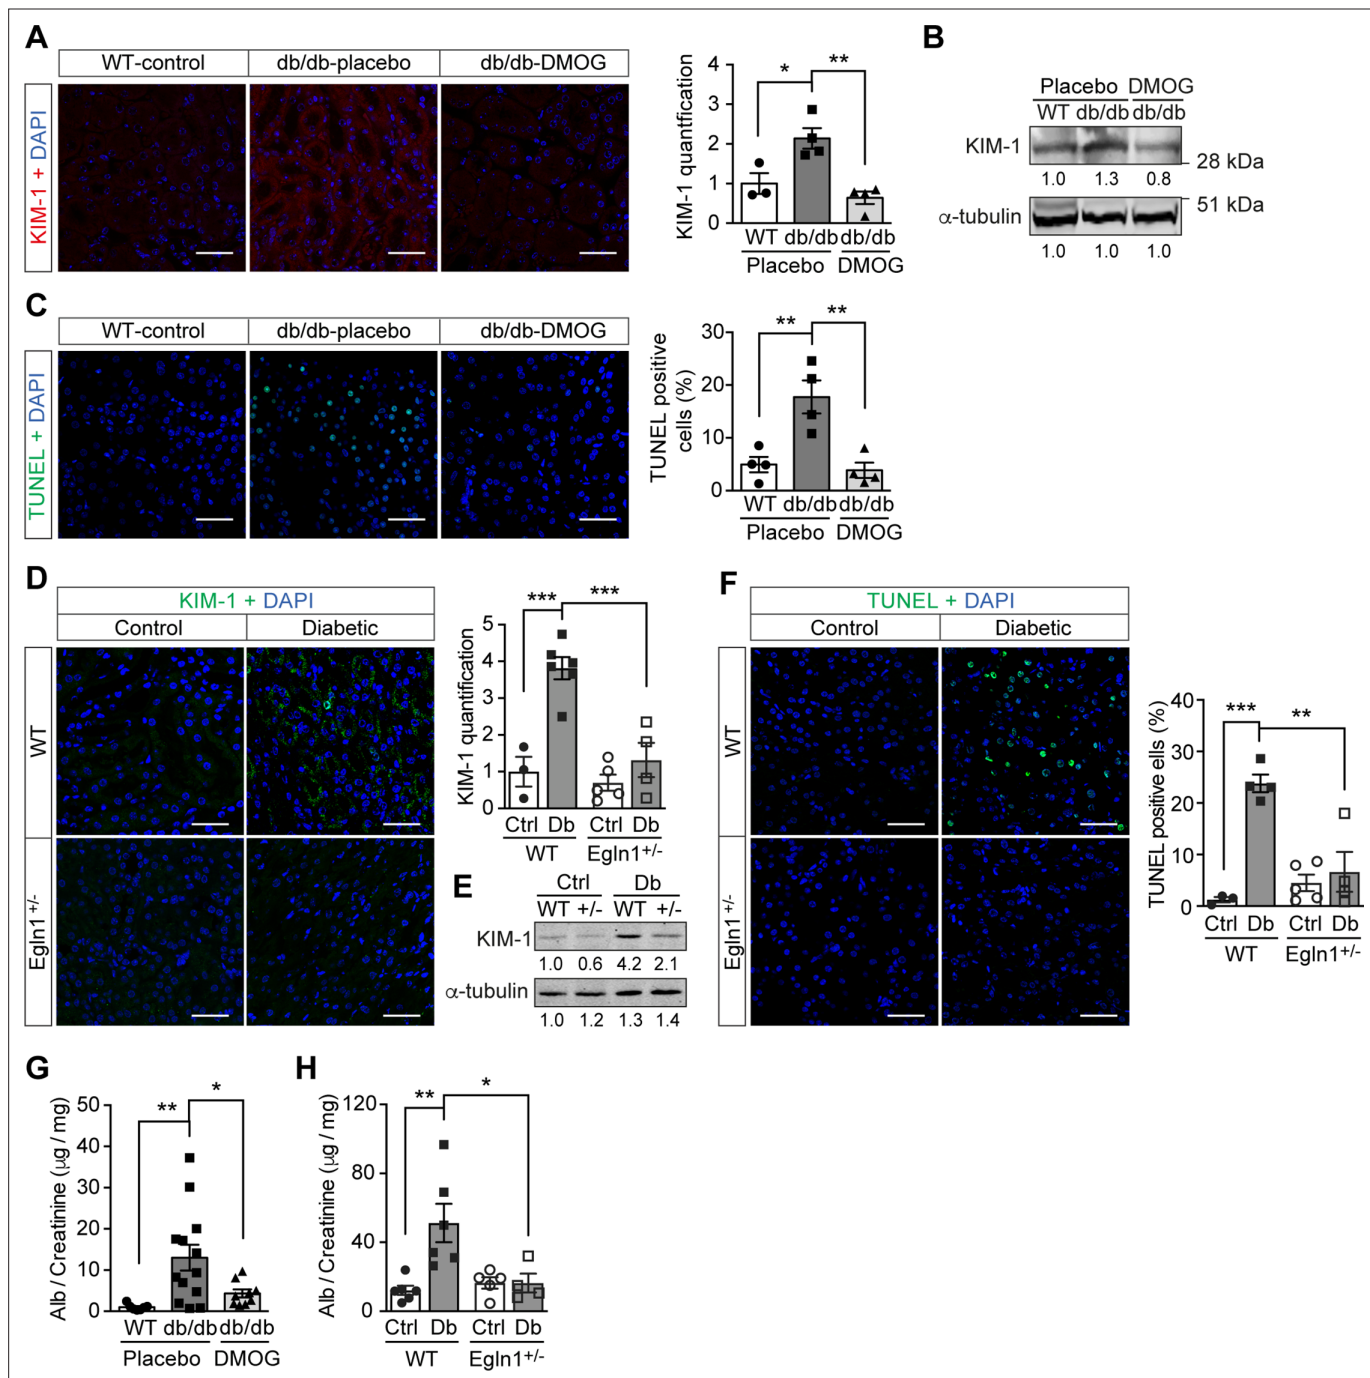 A
WT-control db/db-placebo db/db-DMOG
KIM-1 + DAPI
KIM-1 quantification
4
3
2
1
0
* **
WT db/db db/db
Placebo DMOG
B
Placebo DMOG
WT db/db db/db
KIM-1
28 kDa
1.0 1.3 0.8
51 kDa
α-tubulin
1.0 1.0 1.0
C
WT-control db/db-placebo db/db-DMOG
TUNEL + DAPI
TUNEL positive
cells (%)
30
20
10
0
** **
WT db/db db/db
Placebo DMOG
D
KIM-1 + DAPI
Control Diabetic
WT
Egln1+/-
KIM-1 quantification
5
4
3
2
1
0
*** ***
Ctrl Db Ctrl Db
WT Egln1+/-
E
Ctrl Db
WT +/- WT +/-
KIM-1
1.0 0.6 4.2 2.1
α-tubulin
1.0 1.2 1.3 1.4
F
TUNEL + DAPI
Control Diabetic
WT
Egln1+/-
TUNEL positive ells (%)
40
30
20
10
0
*** **
Ctrl Db Ctrl Db
WT Egln1+/-
G
Alb / Creatinine (μg / mg)
50
40
30
20
10
0
** *
WT db/db db/db
Placebo DMOG
H
Alb / Creatinine (μg / mg)
120
80
40
0
** *
Ctrl Db Ctrl Db
WT Egln1+/-